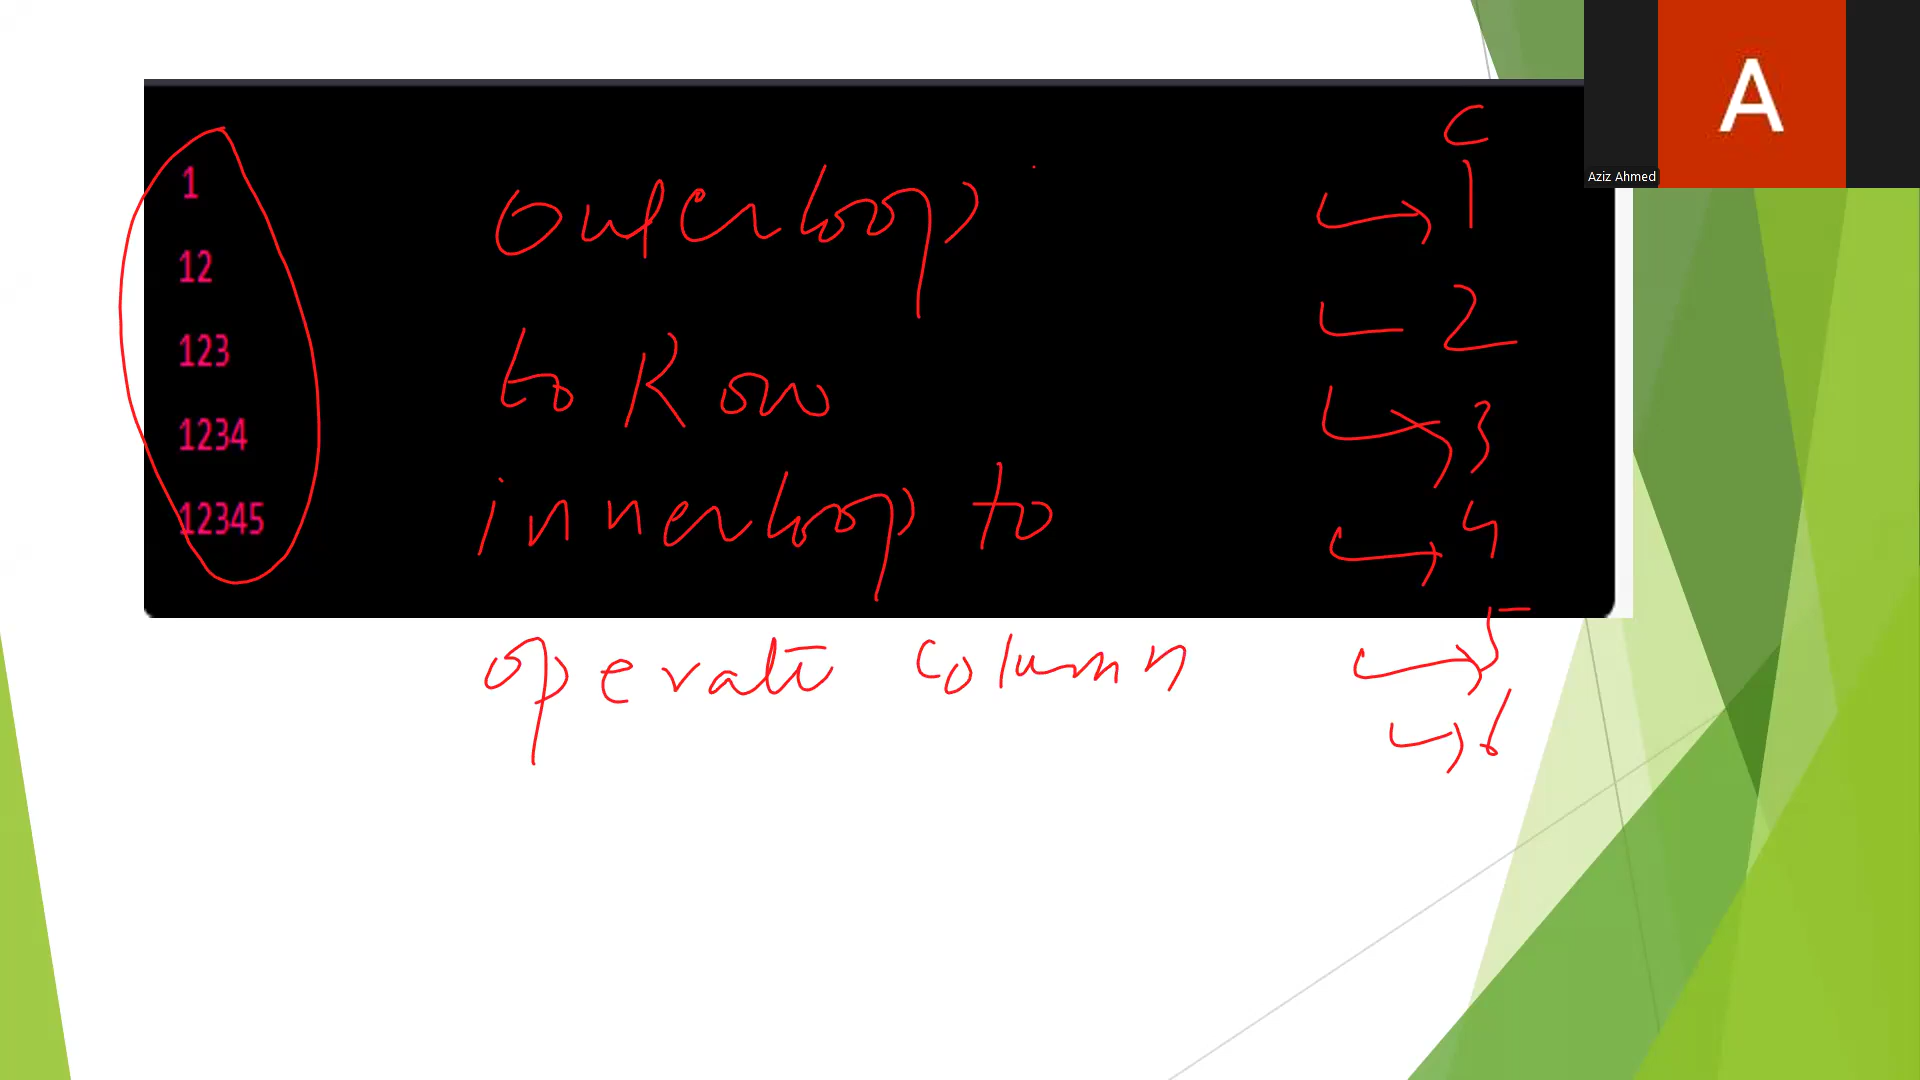 A
Aziz Ahmed
1
12
123
1234
12345
Outerloop
to Row
innerloop to
operate column
C
1
2
3
4
5
6